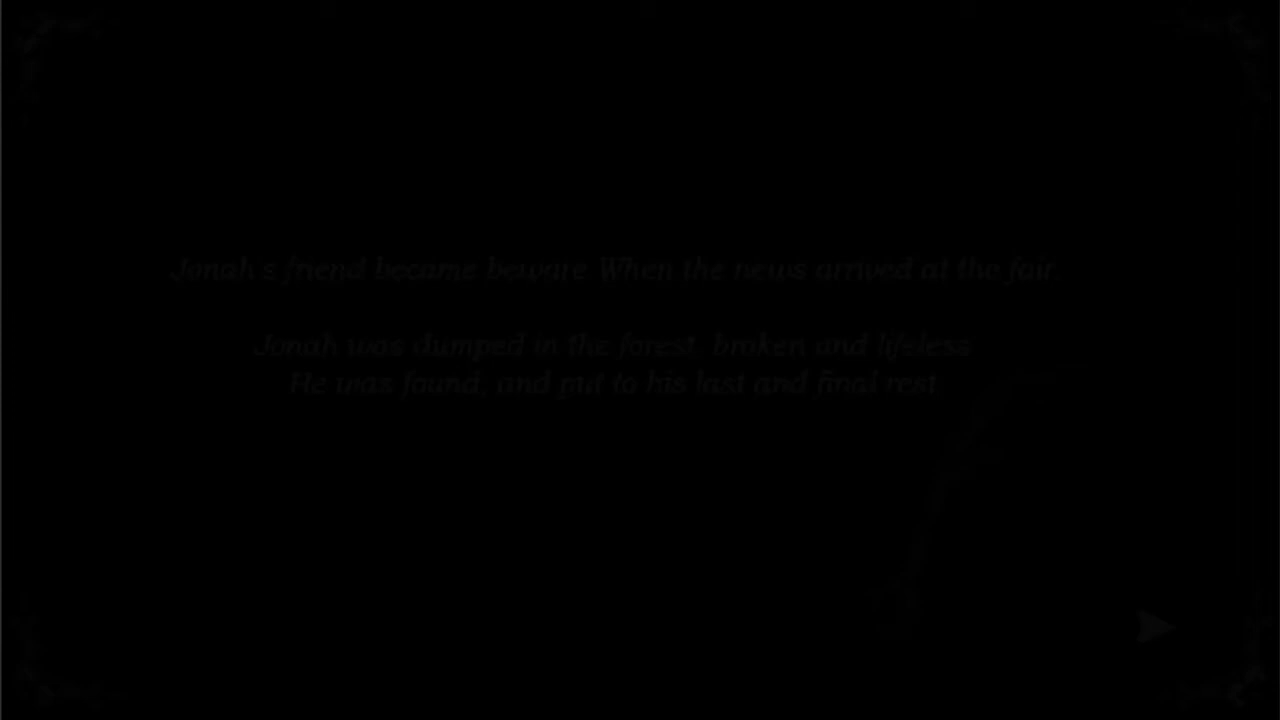 Jonah's friend became beware When the news arrived at the fair.
Jonah was dumped in the forest, broken and lifeless
He was found, and put to his last and final rest